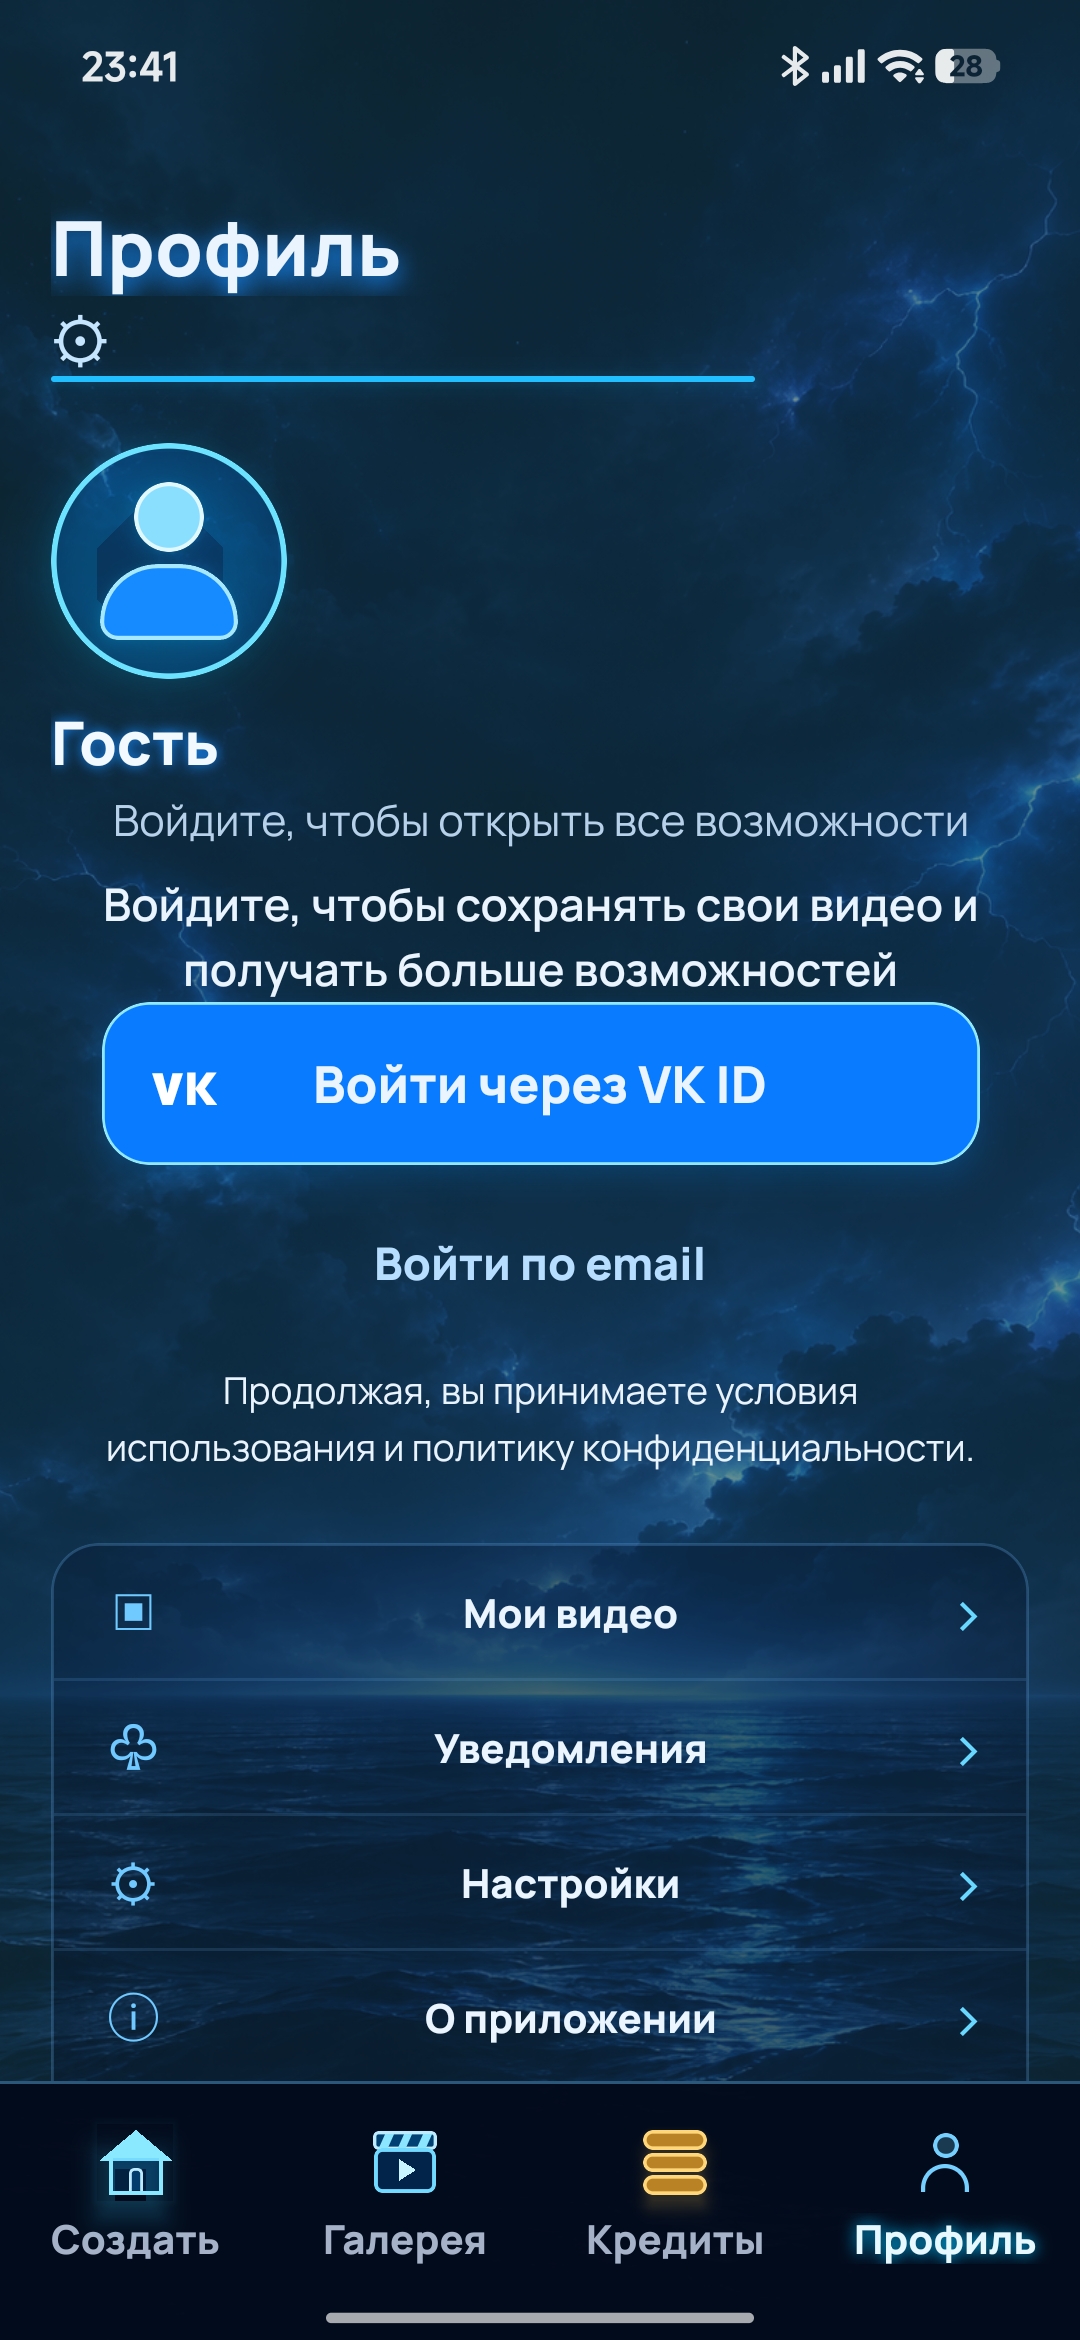 23:41
28
Профиль
Гость
Войдите, чтобы открыть все возможности
Войдите, чтобы сохранять свои видео и
получать больше возможностей
VK Войти через VK ID
Войти по email
Продолжая, вы принимаете условия
использования и политику конфиденциальности.
Мои видео
Уведомления
Настройки
О приложении
Создать Галерея Кредиты Профиль